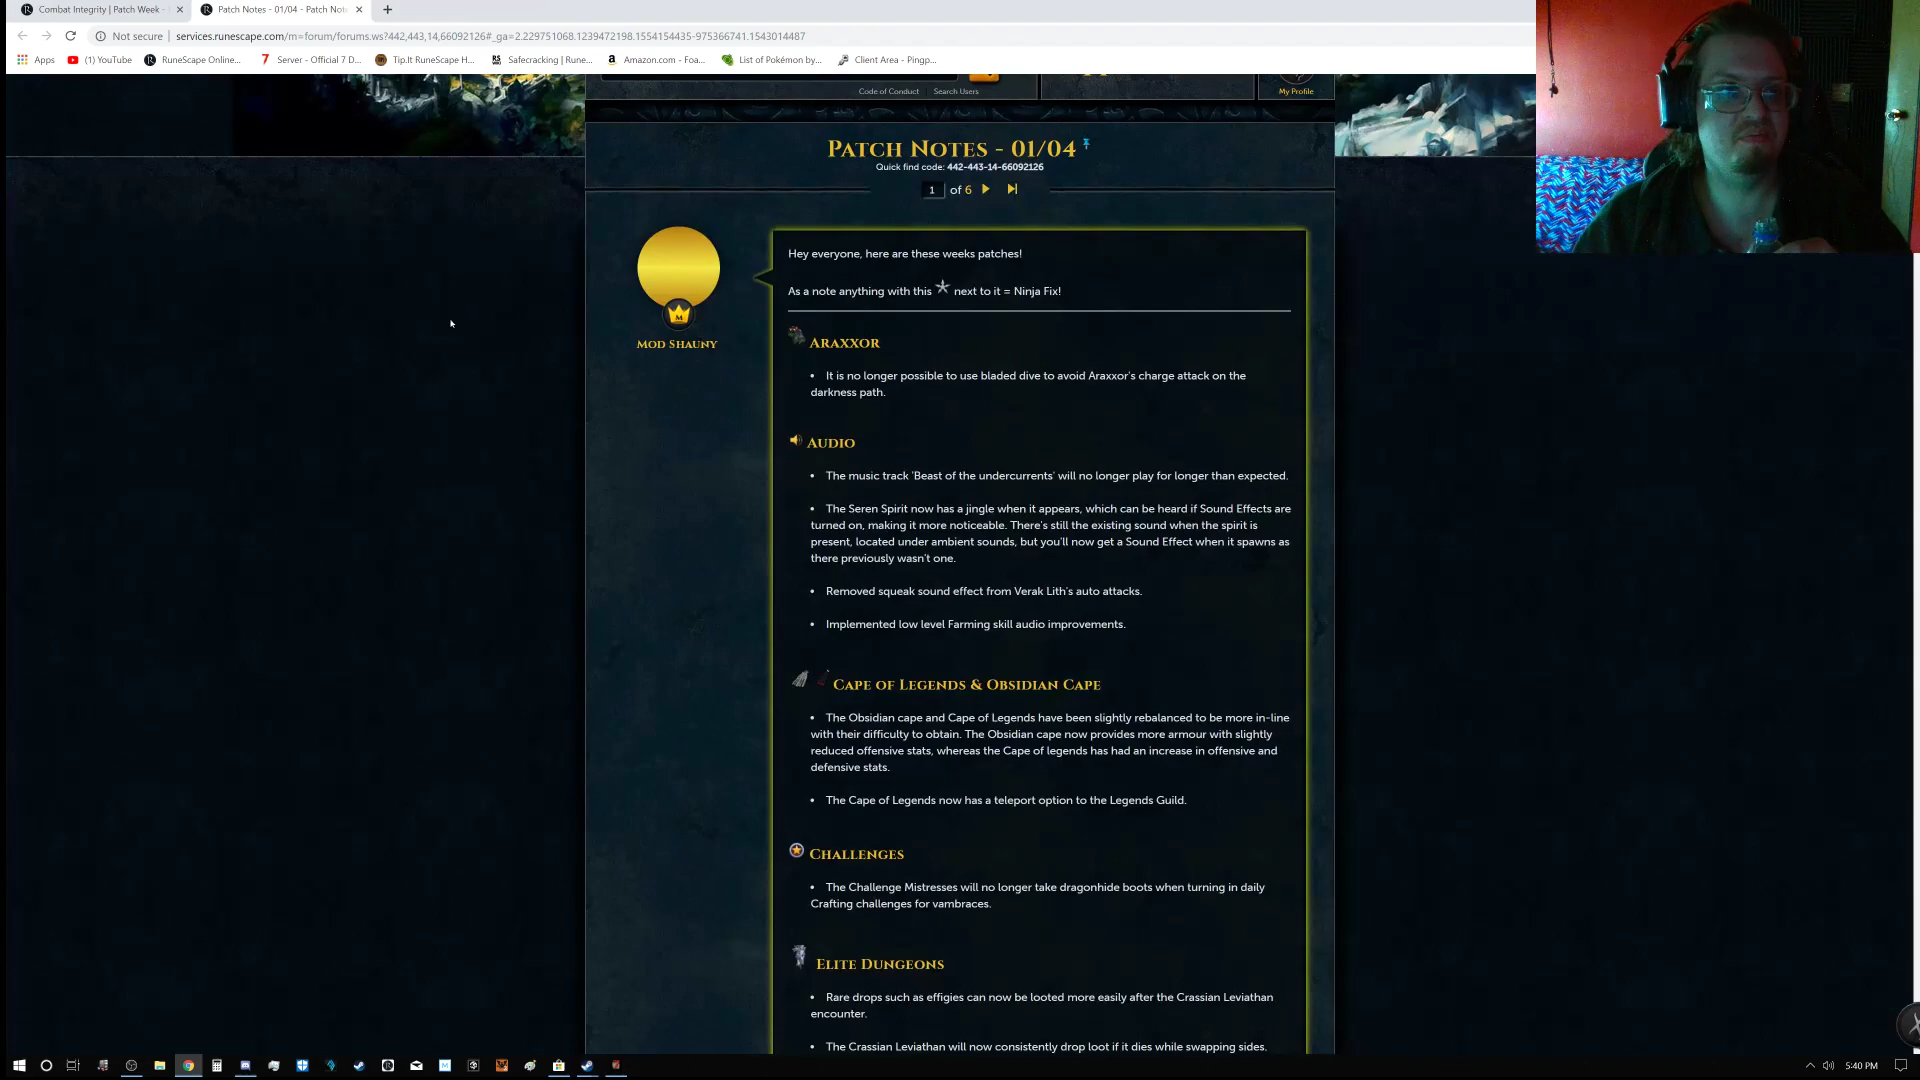 Combat Integrity | Patch Week -
Patch Notes - 01/04 - Patch Not
Not secure
services.runescape.com/m=forum/forums.ws?442,443,14,66092126#_ga=2.229751068.1239472198.1554154435-975366741.1543014487
Apps
(1) YouTube
RuneScape Online...
Server - Official 7 D...
Tip.It RuneScape H...
Safecracking | Rune...
Amazon.com - Foa...
List of Pokémon by...
Client Area - Pingp...
Code of Conduct
Search Users
My Profile
Patch Notes - 01/04
Quick find code: 442-443-14-66092126
1 of 6
Mod Shauny
Hey everyone, here are these weeks patches!
As a note anything with this next to it = Ninja Fix!
Araxxor
• It is no longer possible to use bladed dive to avoid Araxxor's charge attack on the
darkness path.
Audio
• The music track 'Beast of the undercurrents' will no longer play for longer than expected.
• The Seren Spirit now has a jingle when it appears, which can be heard if Sound Effects are
turned on, making it more noticeable. There's still the existing sound when the spirit is
present, located under ambient sounds, but you'll now get a Sound Effect when it spawns as
there previously wasn't one.
• Removed squeak sound effect from Verak Lith's auto attacks.
• Implemented low level Farming skill audio improvements.
Cape of Legends & Obsidian Cape
• The Obsidian cape and Cape of Legends have been slightly rebalanced to be more in-line
with their difficulty to obtain. The Obsidian cape now provides more armour with slightly
reduced offensive stats, whereas the Cape of legends has had an increase in offensive and
defensive stats.
• The Cape of Legends now has a teleport option to the Legends Guild.
Challenges
• The Challenge Mistresses will no longer take dragonhide boots when turning in daily
Crafting challenges for vambraces.
Elite Dungeons
• Rare drops such as effigies can now be looted more easily after the Crassian Leviathan
encounter.
• The Crassian Leviathan will now consistently drop loot if it dies while swapping sides.
5:40 PM